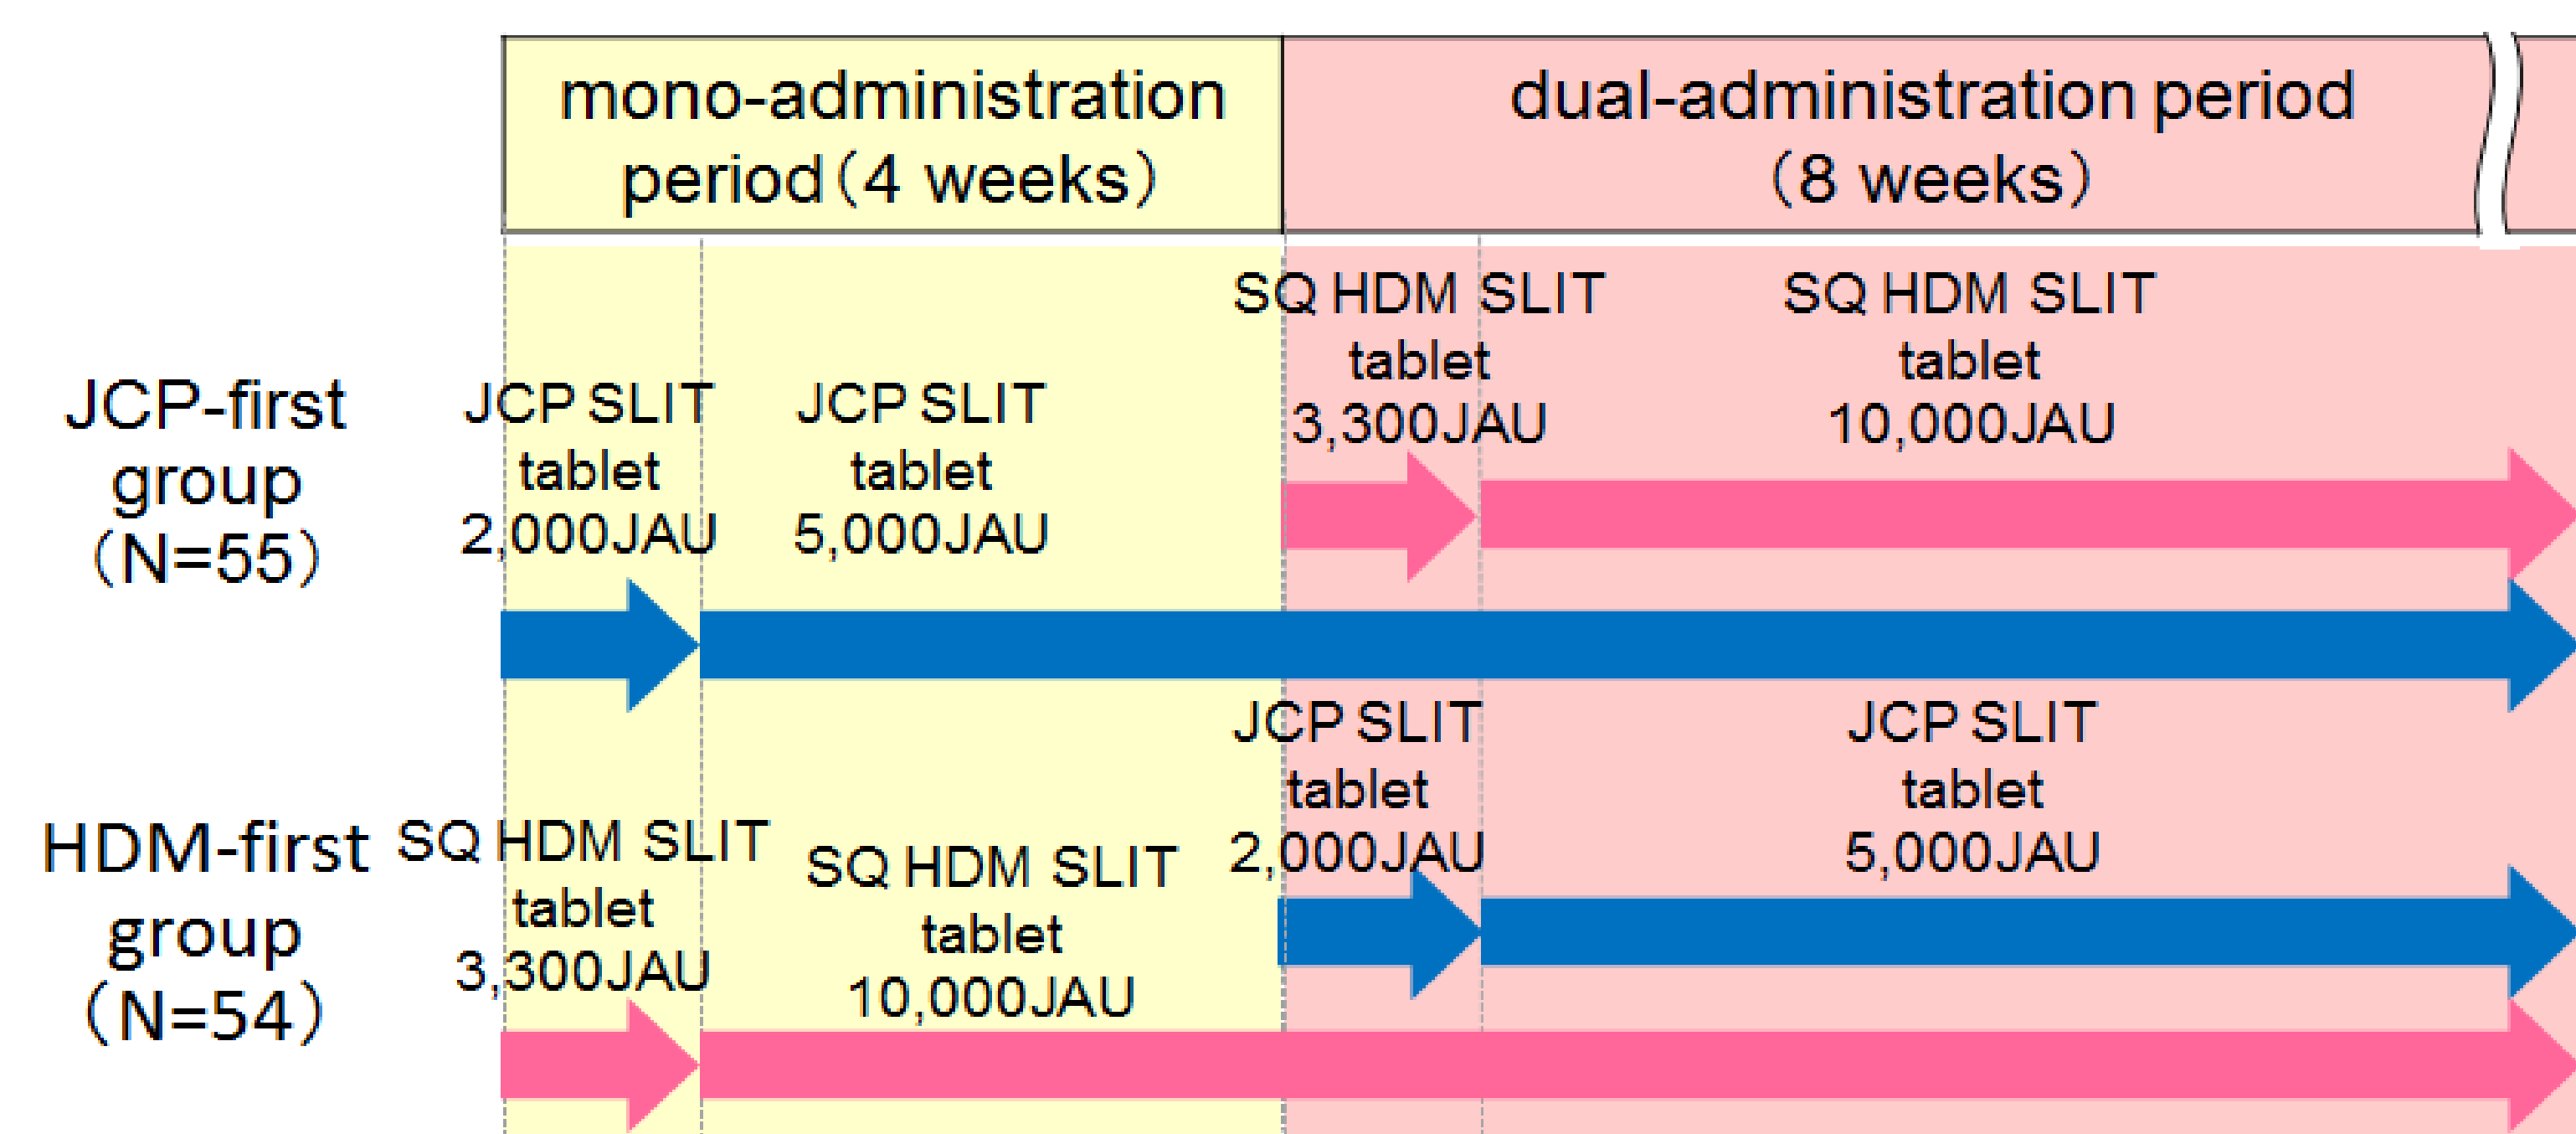 mono-administration
period（4 weeks）
dual-administration period
（8 weeks）
JCP-first
group
（N=55）
JCP SLIT
tablet
2,000JAU
JCP SLIT
tablet
5,000JAU
SQ HDM SLIT
tablet
3,300JAU
SQ HDM SLIT
tablet
10,000JAU
HDM-first
group
（N=54）
SQ HDM SLIT
tablet
3,300JAU
SQ HDM SLIT
tablet
10,000JAU
JCP SLIT
tablet
2,000JAU
JCP SLIT
tablet
5,000JAU